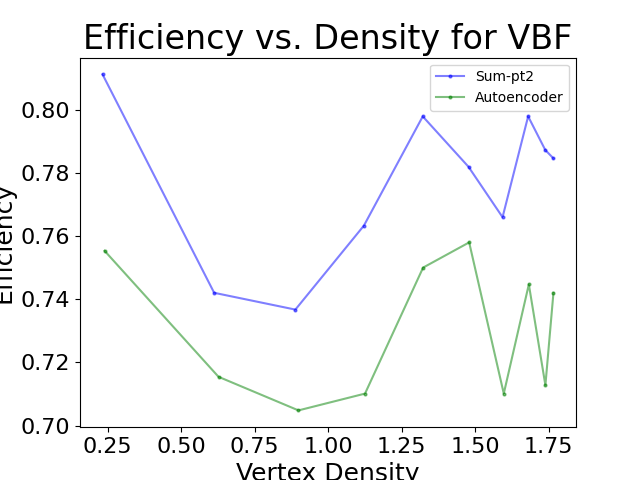 Efficiency vs. Density for VBF
Sum-pt2
Autoencoder
Efficiency
0.80
0.78
0.76
0.74
0.72
0.70
0.25 0.50 0.75 1.00 1.25 1.50 1.75
Vertex Density